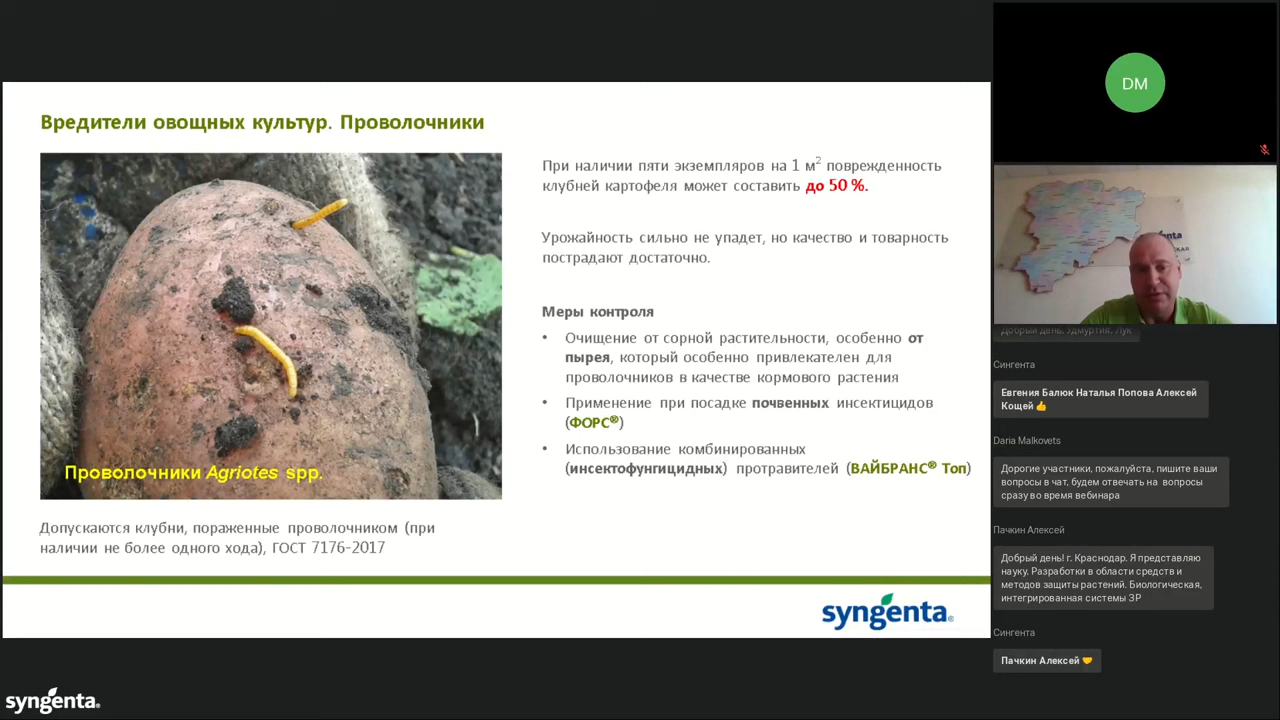 Вредители овощных культур. Проволочники
Проволочники Agriotes spp.
Допускаются клубни, пораженные проволочником (при
наличии не более одного хода), ГОСТ 7176-2017
При наличии пяти экземпляров на 1 м² поврежденность
клубней картофеля может составить до 50 %.
Урожайность сильно не упадет, но качество и товарность
пострадают достаточно.
Меры контроля
• Очищение от сорной растительности, особенно от
пырея, который особенно привлекателен для
проволочников в качестве кормового растения
• Применение при посадке почвенных инсектицидов
(ФОРС®)
• Использование комбинированных
(инсектофунгицидных) протравителей (ВАЙБРАНС® Топ)
syngenta®
syngenta®
DM
Добрый день. Удмуртия. Лук
Сингента
Евгения Балюк Наталья Попова Алексей
Кощей 👍
Daria Malkovets
Дорогие участники, пожалуйста, пишите ваши
вопросы в чат, будем отвечать на вопросы
сразу во время вебинара
Пачкин Алексей
Добрый день! г. Краснодар. Я представляю
науку. Разработки в области средств и
методов защиты растений. Биологическая,
интегрированная системы ЗР
Сингента
Пачкин Алексей 🤝